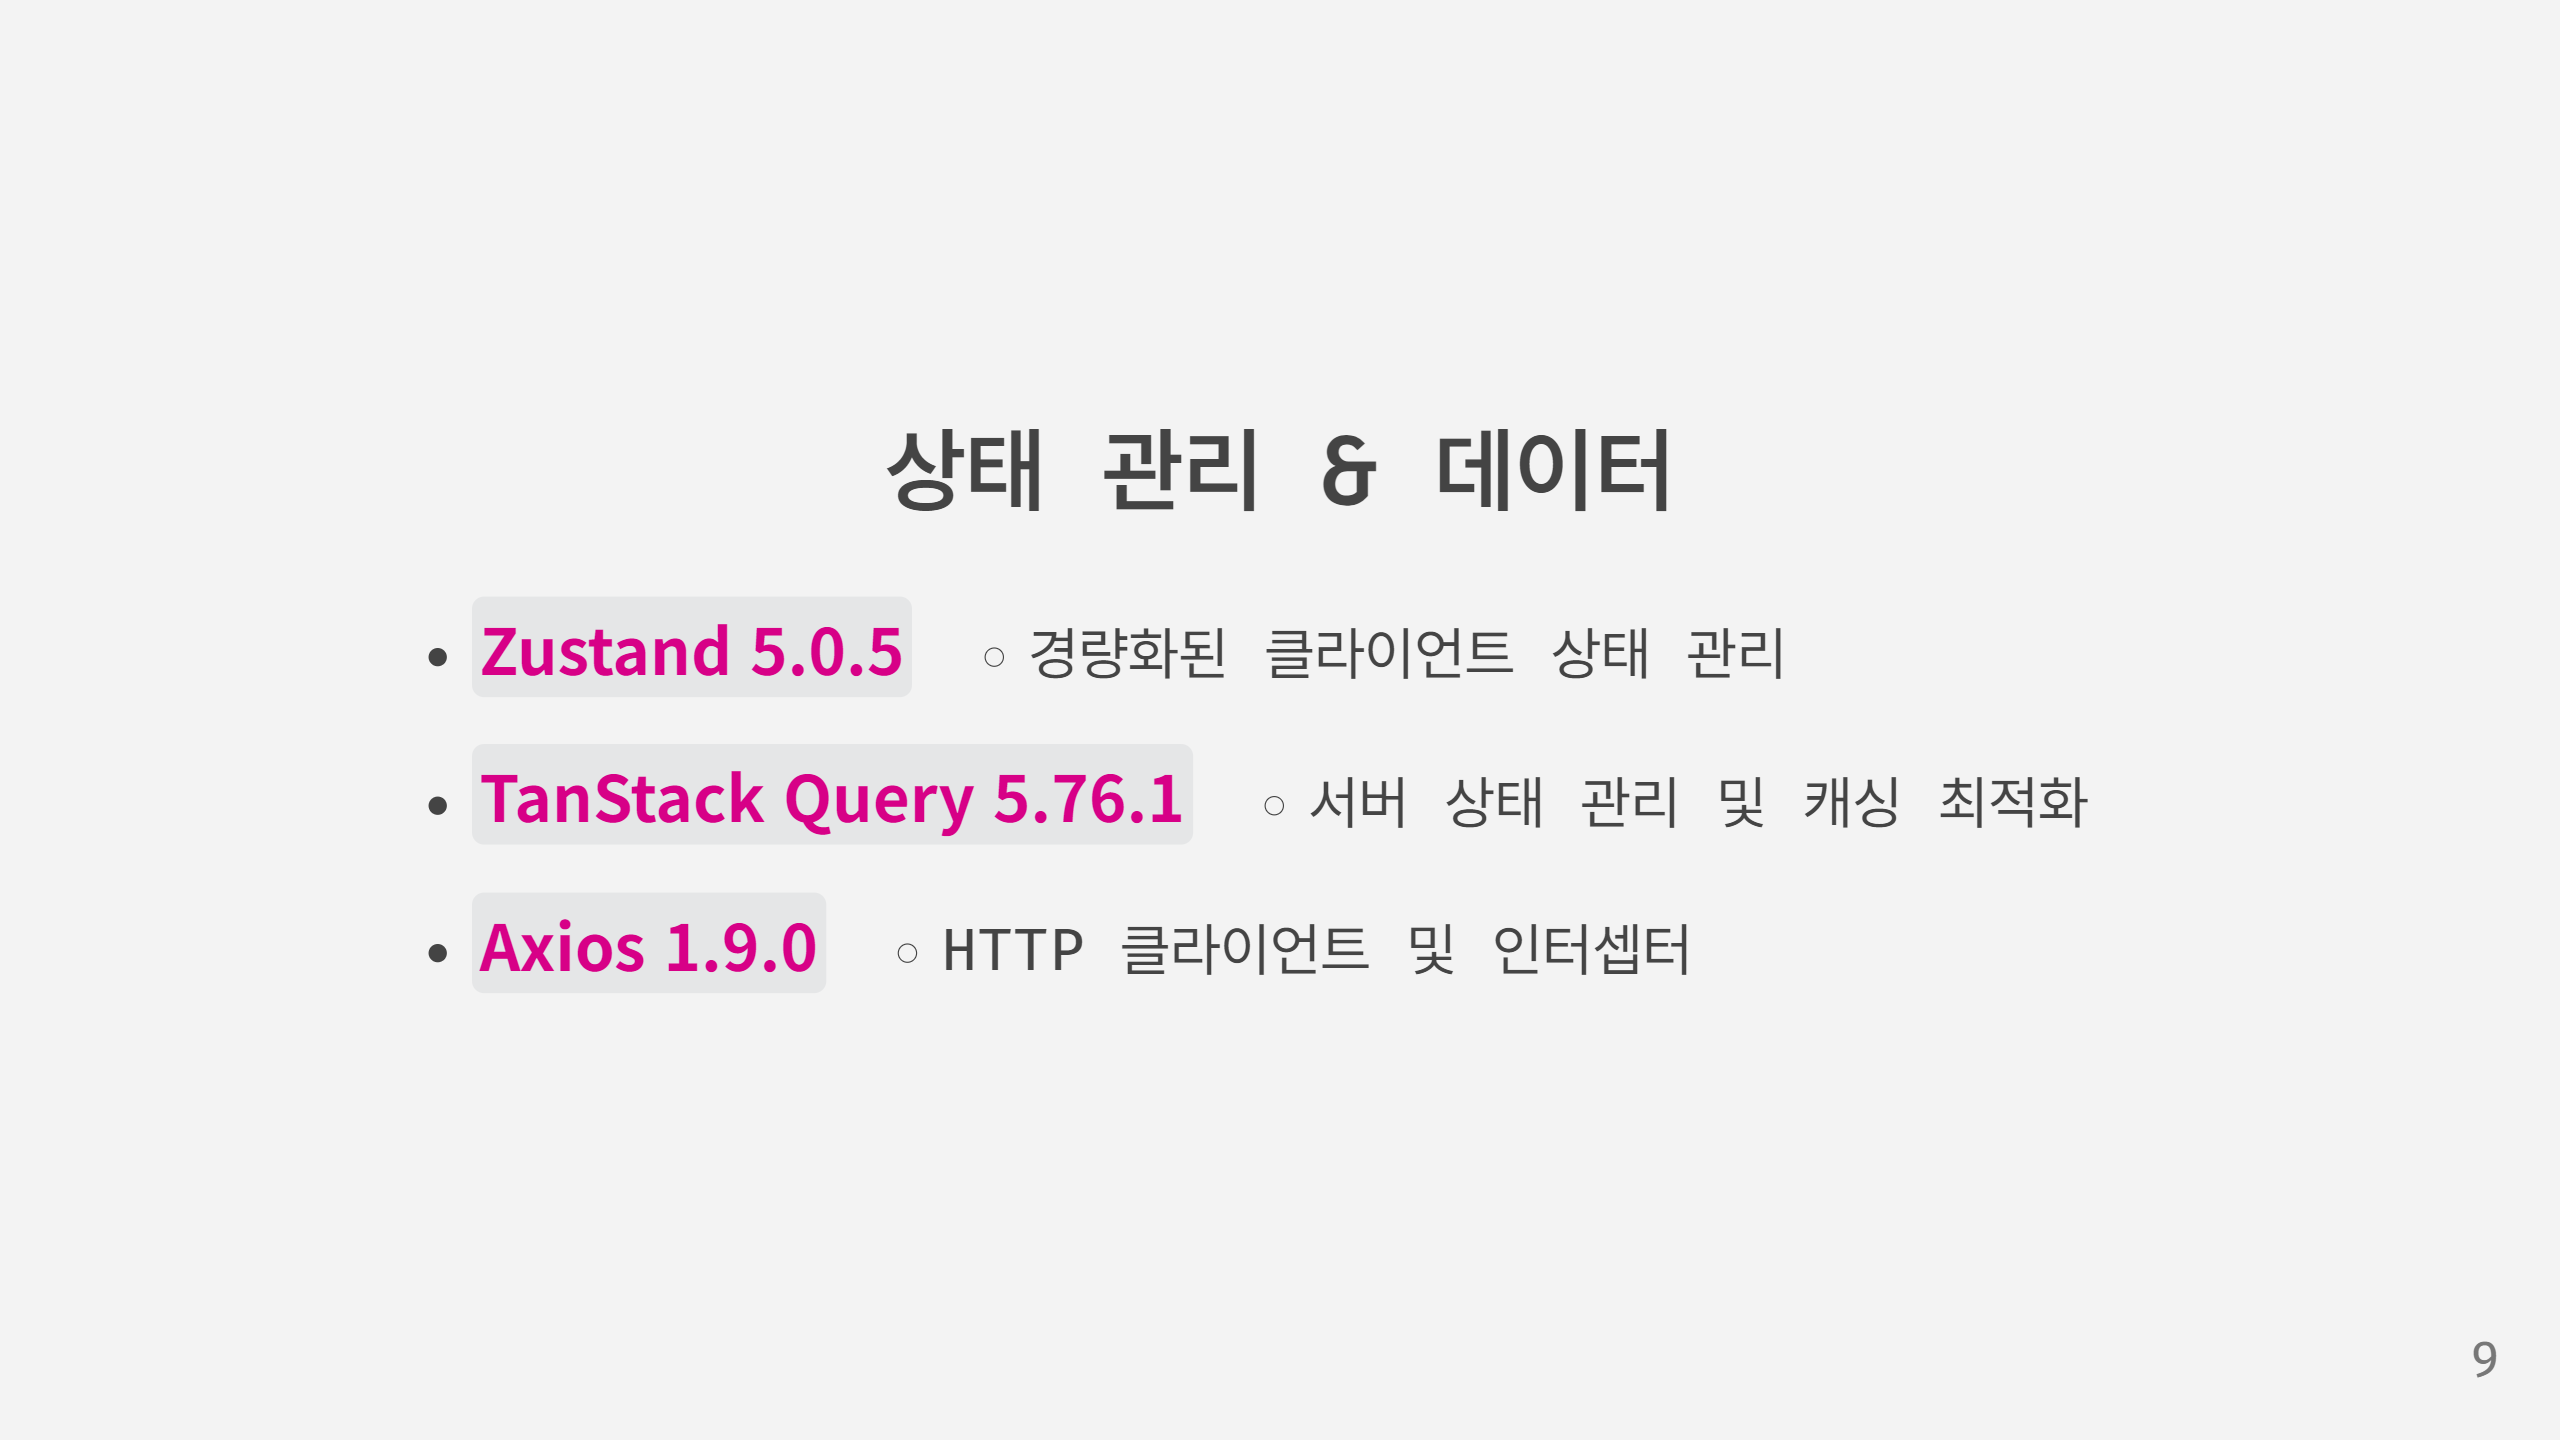 상태 관리 & 데이터
• Zustand 5.0.5 ◦ 경량화된 클라이언트 상태 관리
• TanStack Query 5.76.1 ◦ 서버 상태 관리 및 캐싱 최적화
• Axios 1.9.0 ◦ HTTP 클라이언트 및 인터셉터
9